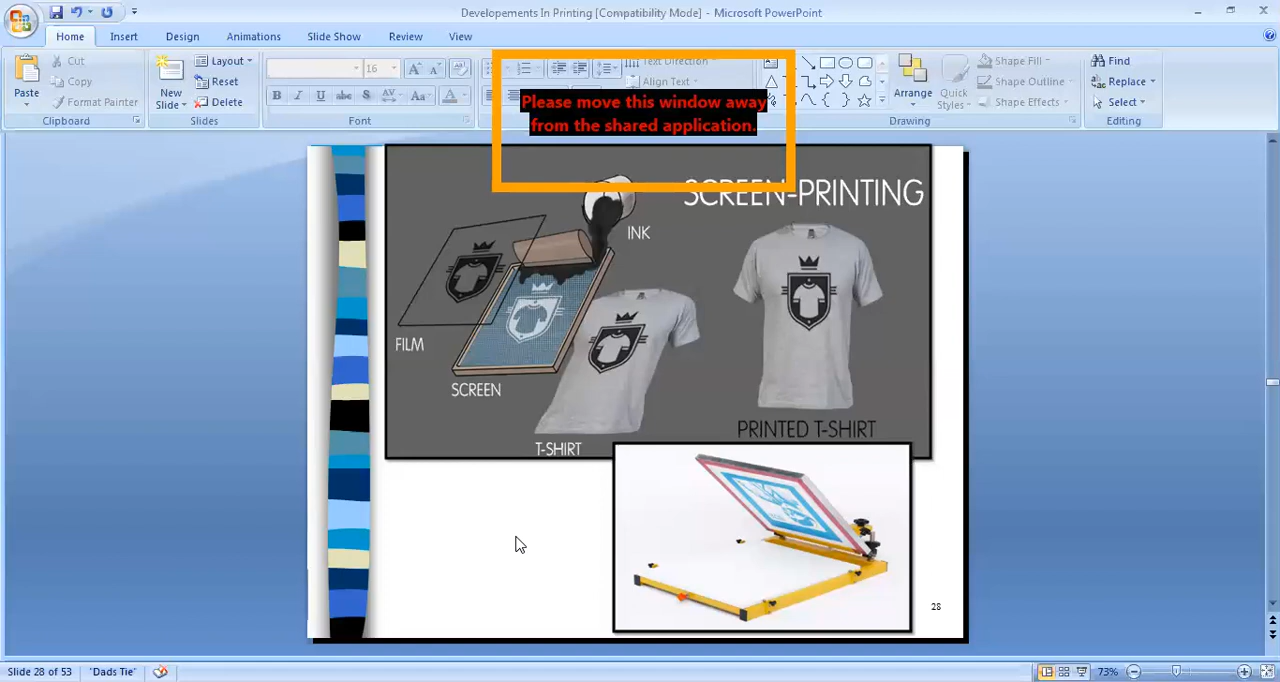 Developements In Printing [Compatibility Mode] - Microsoft PowerPoint
Home Insert Design Animations Slide Show Review View
Paste
Cut
Copy
Format Painter
Clipboard
New Slide
Layout
Reset
Delete
Slides
16
B I U abc S AV Aa A
Font
Text Direction
Align Text
Arrange
Quick Styles
Shape Fill
Shape Outline
Shape Effects
Drawing
Find
Replace
Select
Editing
Please move this window away
from the shared application.
SCREEN-PRINTING
INK
FILM
SCREEN
T-SHIRT
PRINTED T-SHIRT
28
Slide 28 of 53 "Dads Tie" 73%